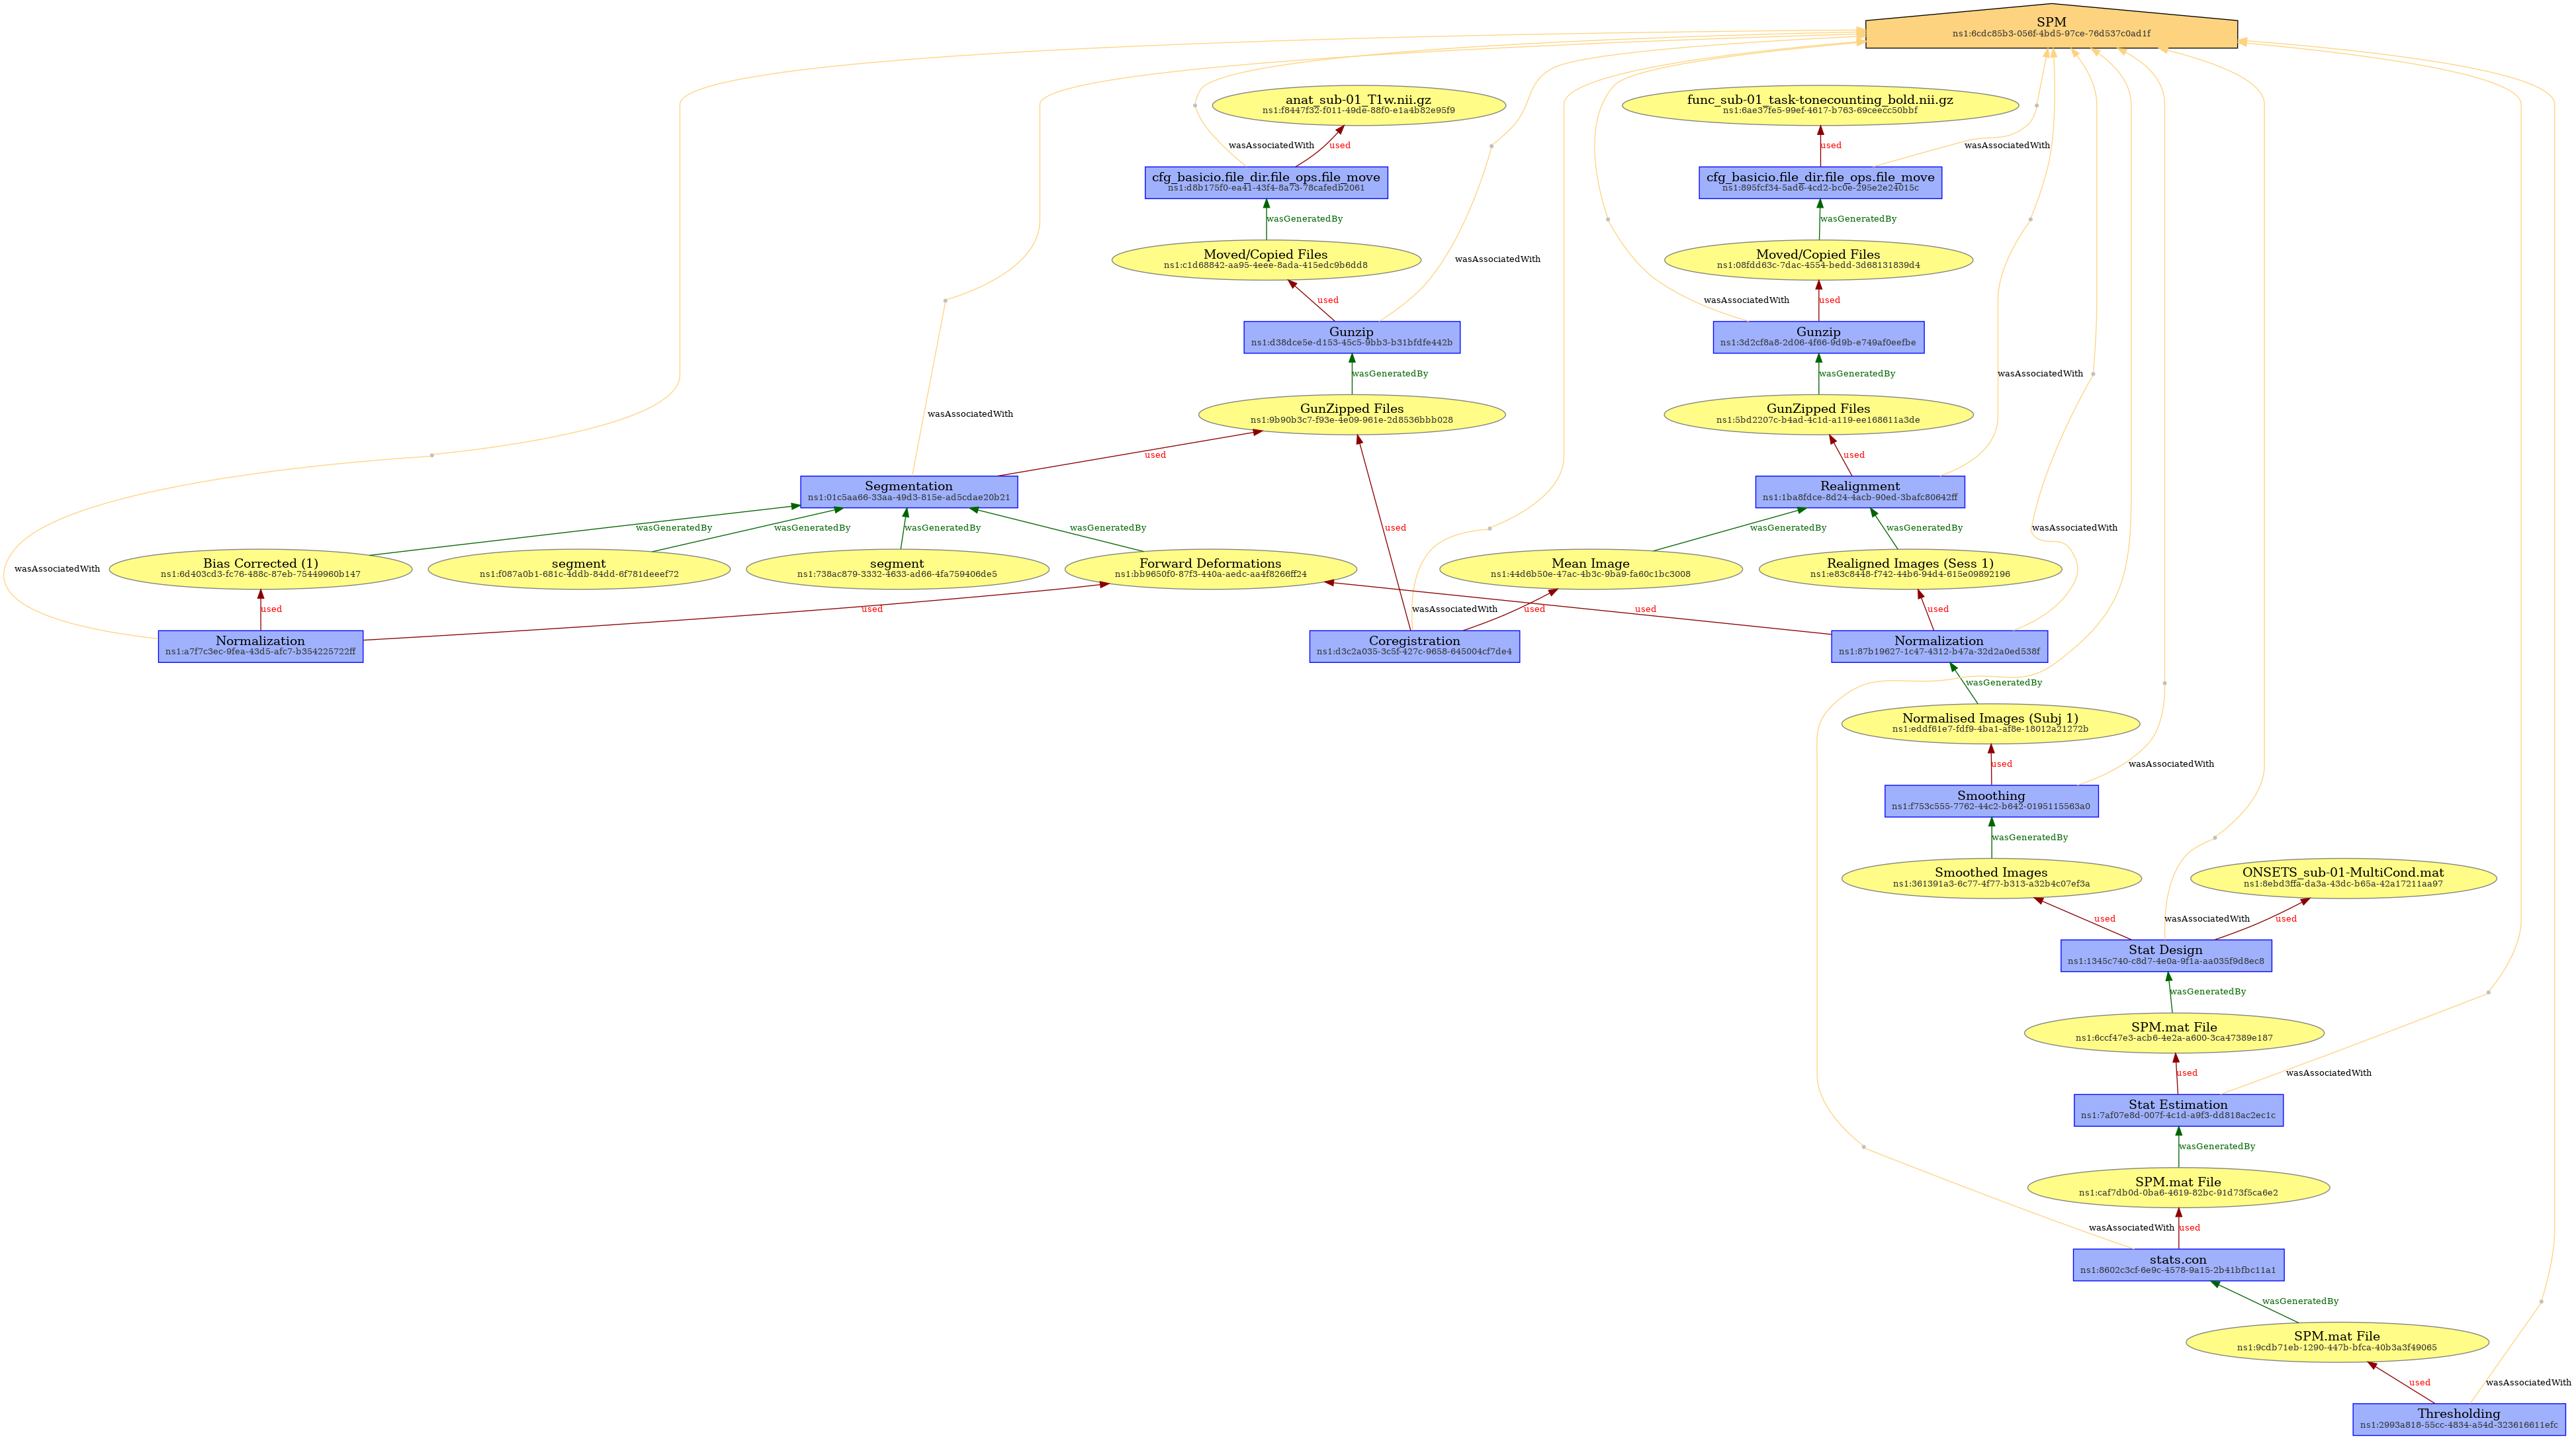 SPM
ns1:6cdc85b3-056f-4bd5-97ce-76d537c0ad1f
anat_sub-01_T1w.nii.gz
ns1:f8447f32-f011-49de-88f0-e1a4b82e95f9
func_sub-01_task-tonecounting_bold.nii.gz
ns1:6ae37fe5-99ef-4617-b763-69ceecc50bbf
wasAssociatedWith
used
used
wasAssociatedWith
cfg_basicio.file_dir.file_ops.file_move
ns1:d8b175f0-ea41-43f4-8a73-78cafedb2061
cfg_basicio.file_dir.file_ops.file_move
ns1:895fcf34-5ad6-4cd2-bc0e-295e2e24015c
wasGeneratedBy
wasGeneratedBy
Moved/Copied Files
ns1:c1d68842-aa95-4eee-8ada-415edc9b6dd8
wasAssociatedWith
Moved/Copied Files
ns1:08fdd63c-7dac-4554-bedd-3d68131839d4
used
wasAssociatedWith
used
Gunzip
ns1:d38dce5e-d153-45c5-9bb3-b31bfdfe442b
Gunzip
ns1:3d2cf8a8-2d06-4f66-9d9b-e749af0eefbe
wasGeneratedBy
wasGeneratedBy
wasAssociatedWith
wasAssociatedWith
GunZipped Files
ns1:9b90b3c7-f93e-4e09-961e-2d8536bbb028
GunZipped Files
ns1:5bd2207c-b4ad-4c1d-a119-ee168611a3de
used
used
Segmentation
ns1:01c5aa66-33aa-49d3-815e-ad5cdae20b21
Realignment
ns1:1ba8fdce-8d24-4acb-90ed-3bafc80642ff
wasGeneratedBy
wasGeneratedBy
wasGeneratedBy
wasGeneratedBy
used
wasGeneratedBy
wasGeneratedBy
wasAssociatedWith
wasAssociatedWith
Bias Corrected (1)
ns1:6d403cd3-fc76-488c-87eb-75449960b147
segment
ns1:f087a0b1-681c-4ddb-84dd-6f781deeef72
segment
ns1:738ac879-3332-4633-ad66-4fa759406de5
Forward Deformations
ns1:bb9650f0-87f3-440a-aedc-aa4f8266ff24
Mean Image
ns1:44d6b50e-47ac-4b3c-9ba9-fa60c1bc3008
Realigned Images (Sess 1)
ns1:e83c8448-f742-44b6-94d4-615e09892196
used
used
wasAssociatedWith
used
used
used
Normalization
ns1:a7f7c3ec-9fea-43d5-afc7-b354225722ff
Coregistration
ns1:d3c2a035-3c5f-427c-9658-645004cf7de4
Normalization
ns1:87b19627-1c47-4312-b47a-32d2a0ed538f
wasGeneratedBy
Normalised Images (Subj 1)
ns1:eddf61e7-fdf9-4ba1-af8e-18012a21272b
used
wasAssociatedWith
Smoothing
ns1:f753c555-7762-44c2-b642-0195115563a0
wasGeneratedBy
Smoothed Images
ns1:361391a3-6c77-4f77-b313-a32b4c07ef3a
ONSETS_sub-01-MultiCond.mat
ns1:8ebd3ffa-da3a-43dc-b65a-42a17211aa97
used
wasAssociatedWith
used
Stat Design
ns1:1345c740-c8d7-4e0a-9f1a-aa035f9d8ec8
wasGeneratedBy
SPM.mat File
ns1:6ccf47e3-acb6-4e2a-a600-3ca47389e187
used
wasAssociatedWith
Stat Estimation
ns1:7af07e8d-007f-4c1d-a9f3-dd818ac2ec1c
wasGeneratedBy
SPM.mat File
ns1:caf7db0d-0ba6-4619-82bc-91d73f5ca6e2
wasAssociatedWith
used
stats.con
ns1:8602c3cf-6e9c-4578-9a15-2b41bfbc11a1
wasGeneratedBy
SPM.mat File
ns1:9cdb71eb-1290-447b-bfca-40b3a3f49065
used
wasAssociatedWith
Thresholding
ns1:2993a818-55cc-4834-a54d-323616611efc